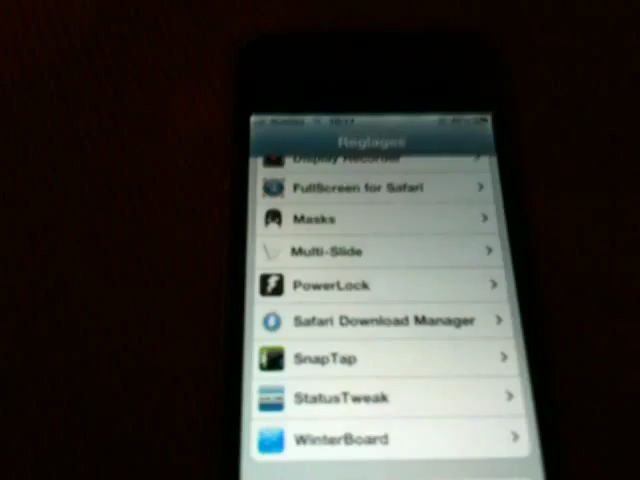 Réglages
Display Recorder
FullScreen for Safari
Masks
Multi-Slide
PowerLock
Safari Download Manager
SnapTap
StatusTweak
WinterBoard